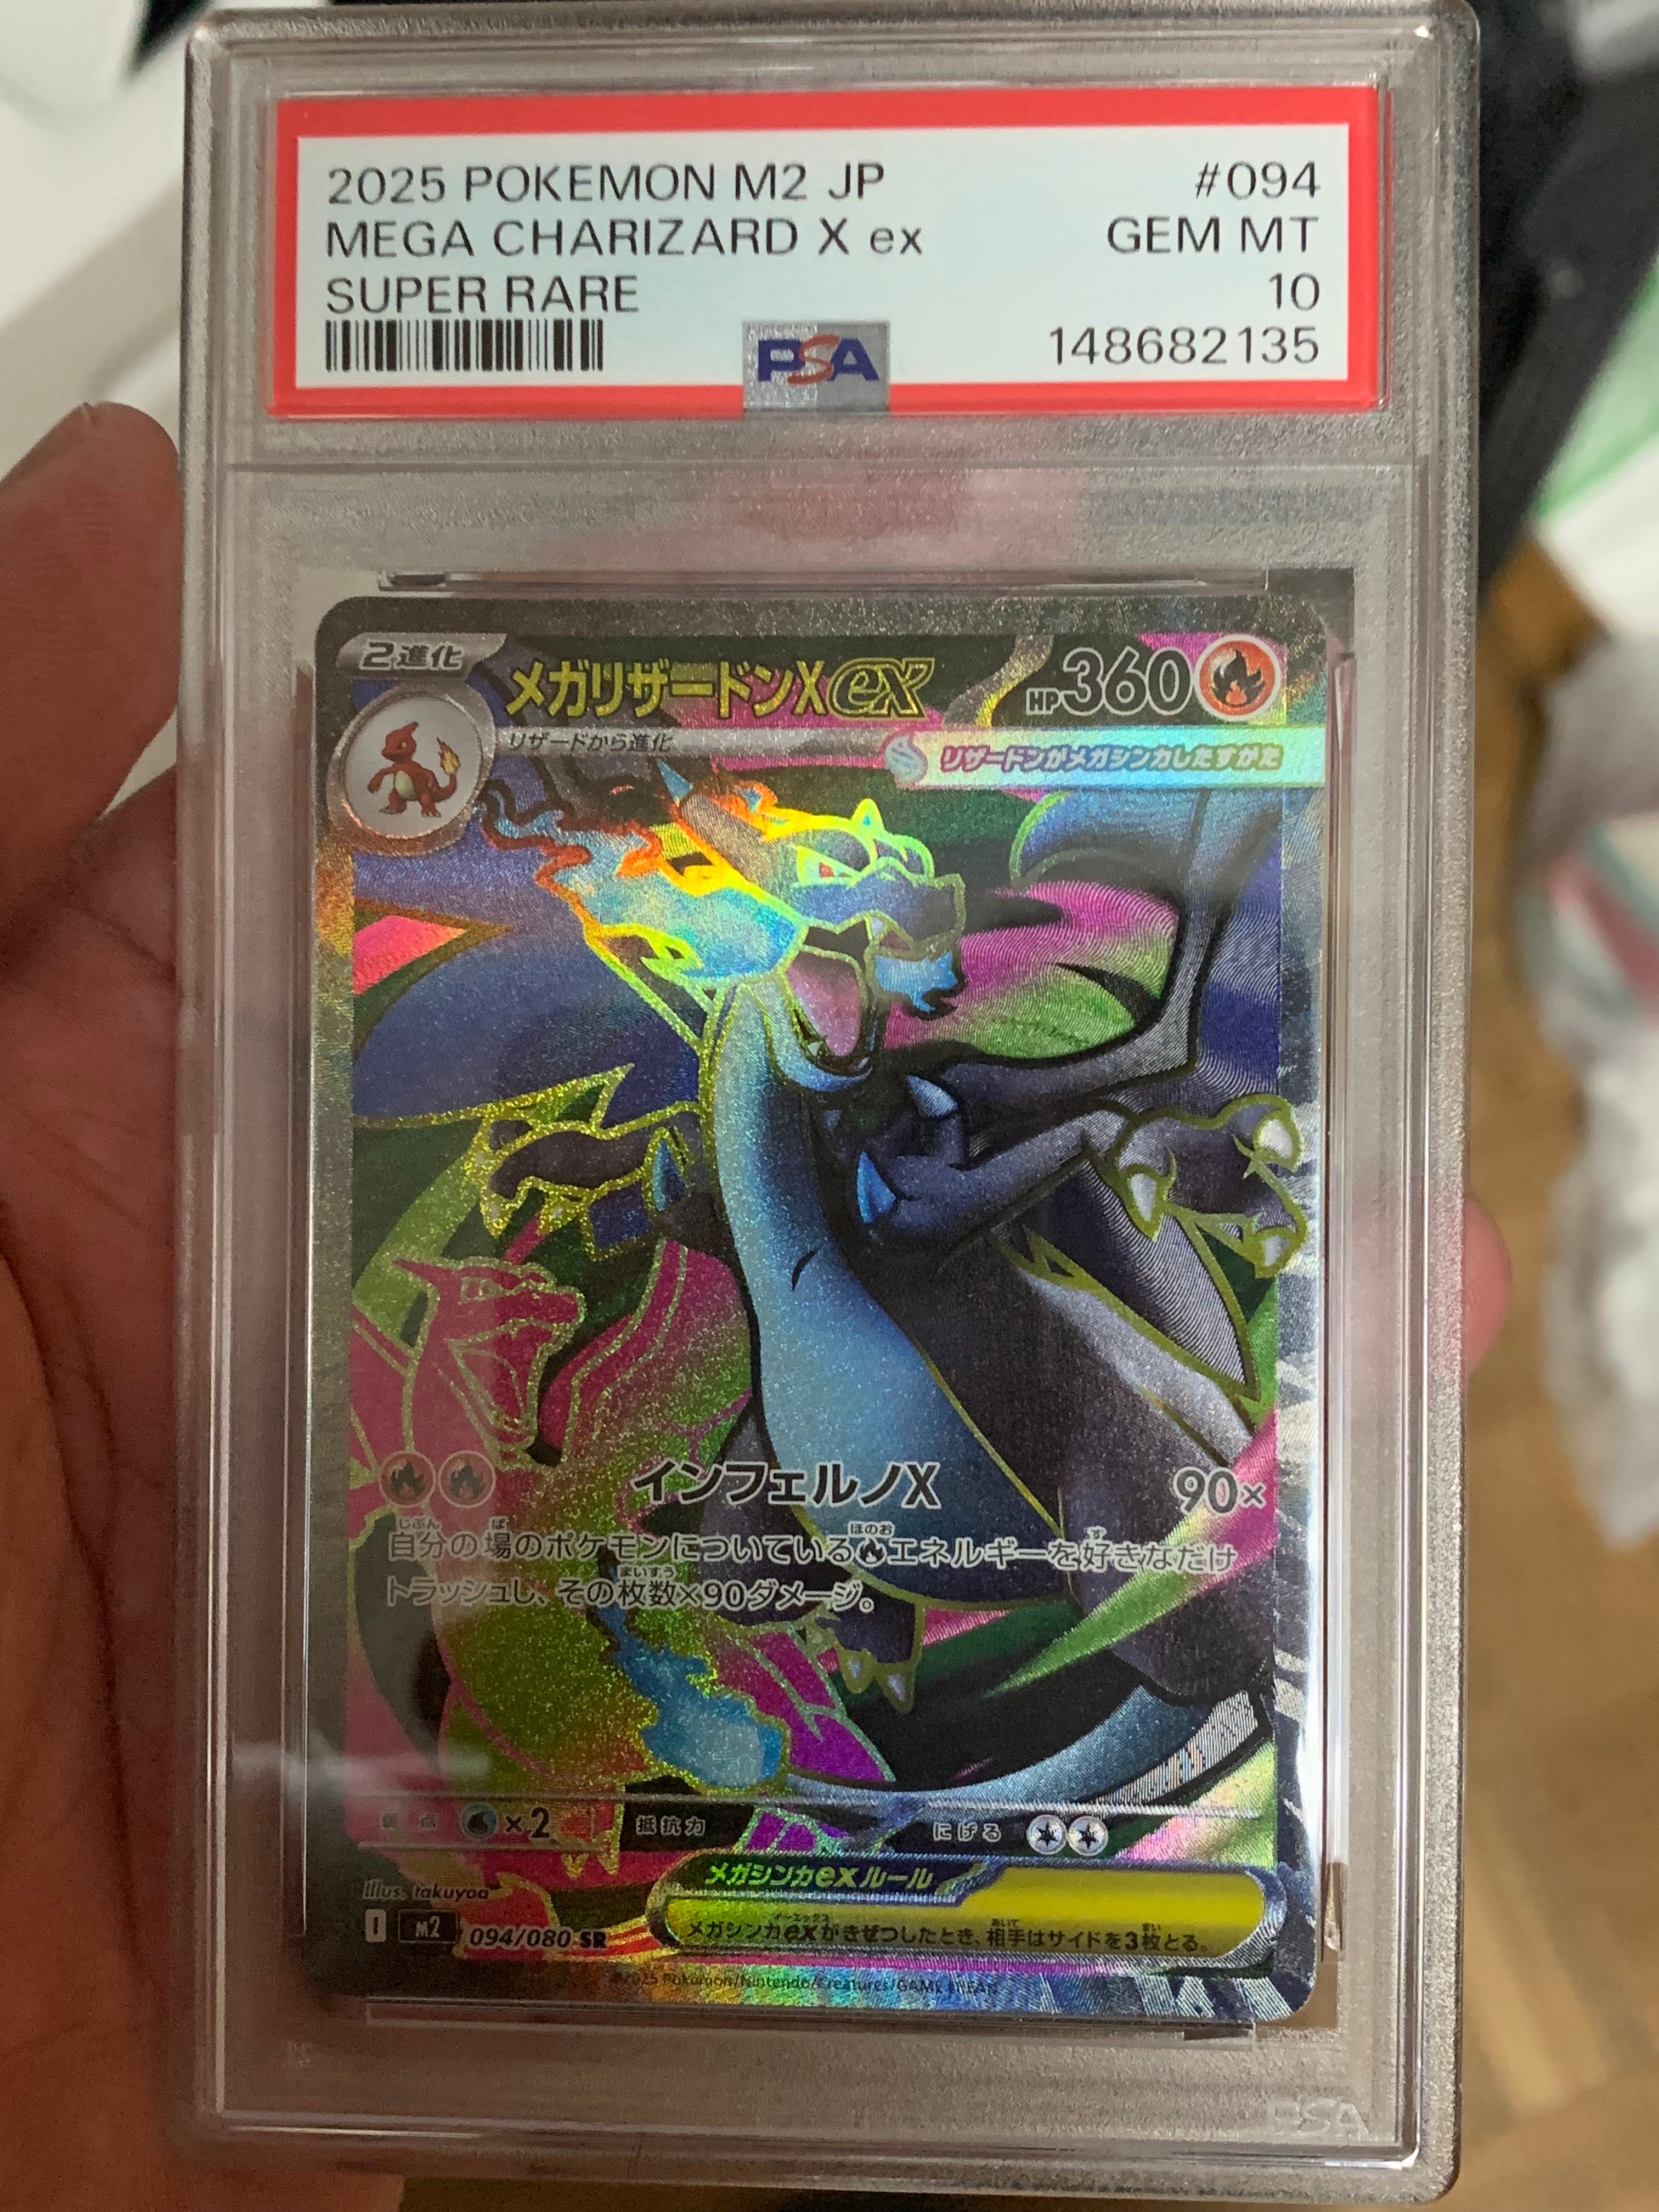 2025 POKEMON M2 JP #094
MEGA CHARIZARD X ex GEM MT
SUPER RARE 10
PSA 148682135
2進化
メガリザードンXex HP360
リザードから進化
リザードンがメガシンカしたすがた
インフェルノX 90×
自分の場のポケモンについているエネルギーを好きなだけ
トラッシュし、その枚数×90ダメージ。
弱点 ×2 抵抗力 にげる
メガシンカexルール
メガシンカexがきぜつしたとき、相手はサイドを3枚とる。
Illus. takuyoa
I M2 094/080 SR
©2025 Pokémon/Nintendo/Creatures/GAME FREAK
PSA